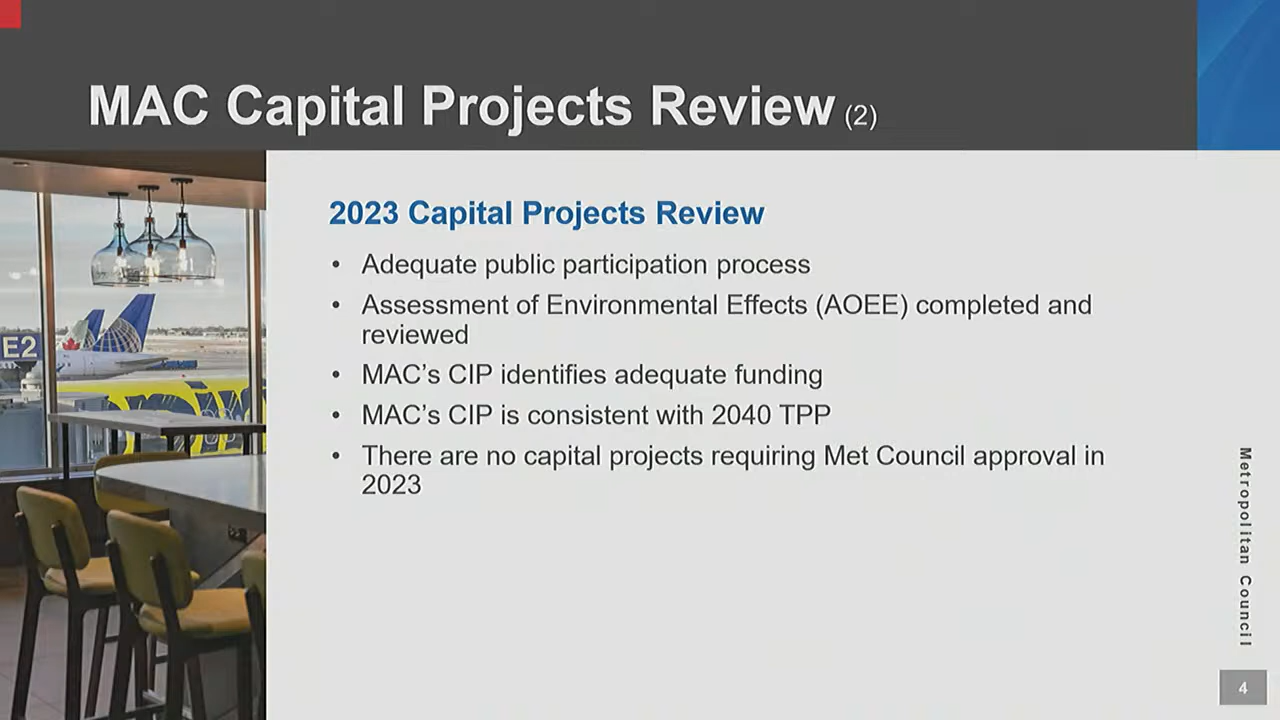 MAC Capital Projects Review (2)
2023 Capital Projects Review
• Adequate public participation process
• Assessment of Environmental Effects (AOEE) completed and
reviewed
• MAC’s CIP identifies adequate funding
• MAC’s CIP is consistent with 2040 TPP
• There are no capital projects requiring Met Council approval in
2023
E2
Metropolitan Council
4